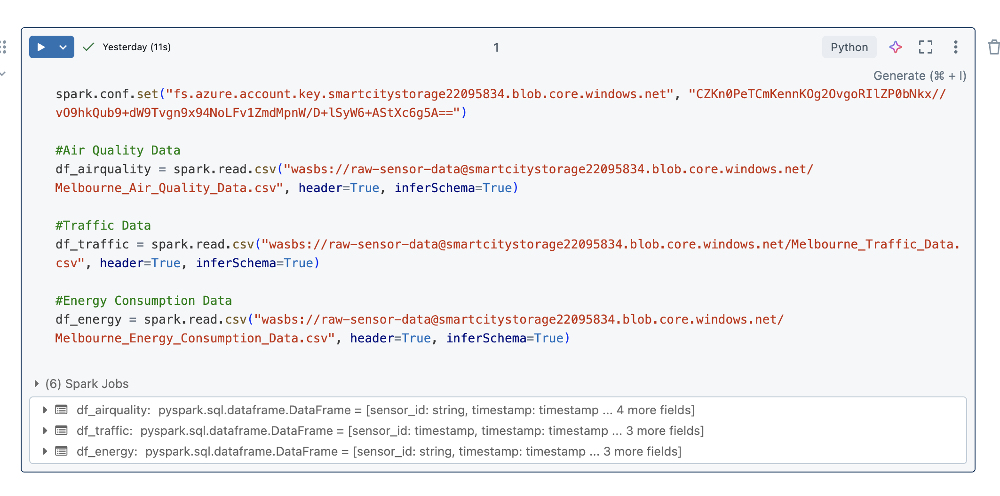 Yesterday (11s)
1
Python
Generate (⌘ + I)
spark.conf.set("fs.azure.account.key.smartcitystorage22095834.blob.core.windows.net", "CZKn0PeTCmKennKOg2OvgoRIlZP0bNkx//
vO9hkQub9+dW9Tvgn9x94NoLFv1ZmdMpnW/D+lSyW6+AStXc6g5A==")
#Air Quality Data
df_airquality = spark.read.csv("wasbs://raw-sensor-data@smartcitystorage22095834.blob.core.windows.net/
Melbourne_Air_Quality_Data.csv", header=True, inferSchema=True)
#Traffic Data
df_traffic = spark.read.csv("wasbs://raw-sensor-data@smartcitystorage22095834.blob.core.windows.net/Melbourne_Traffic_Data.
csv", header=True, inferSchema=True)
#Energy Consumption Data
df_energy = spark.read.csv("wasbs://raw-sensor-data@smartcitystorage22095834.blob.core.windows.net/
Melbourne_Energy_Consumption_Data.csv", header=True, inferSchema=True)
(6) Spark Jobs
df_airquality: pyspark.sql.dataframe.DataFrame = [sensor_id: string, timestamp: timestamp ... 4 more fields]
df_traffic: pyspark.sql.dataframe.DataFrame = [sensor_id: timestamp, timestamp: timestamp ... 3 more fields]
df_energy: pyspark.sql.dataframe.DataFrame = [sensor_id: string, timestamp: timestamp ... 3 more fields]